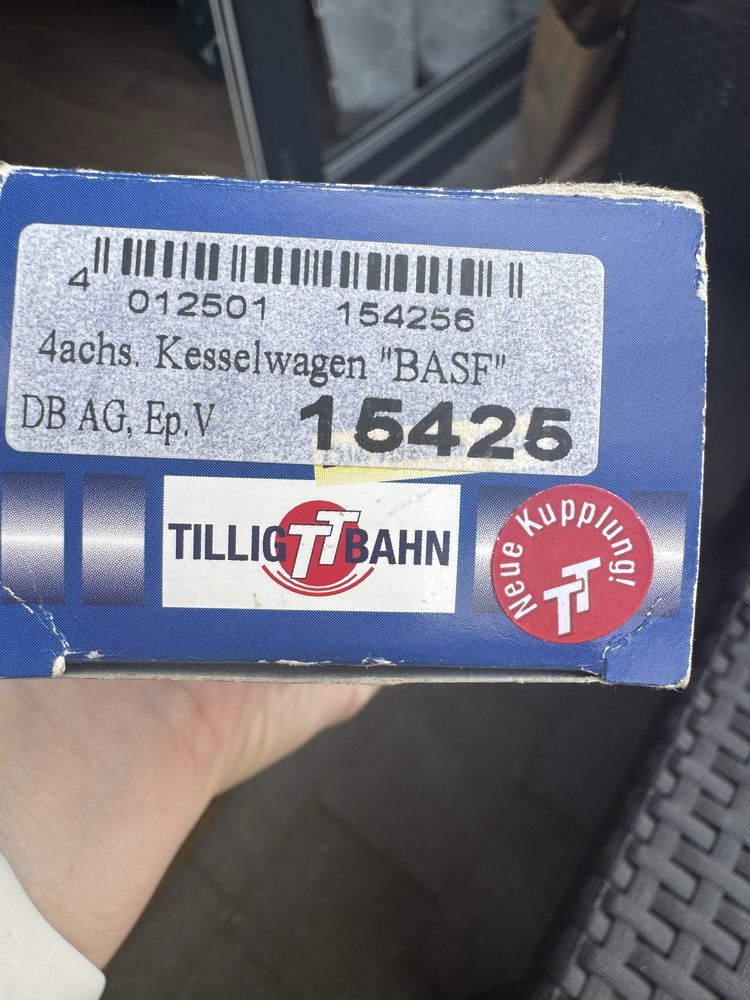 4 012501 154256
4achs. Kesselwagen "BASF"
DB AG, Ep.V 15425
TILLIG TT BAHN
Neue Kupplung!
TT